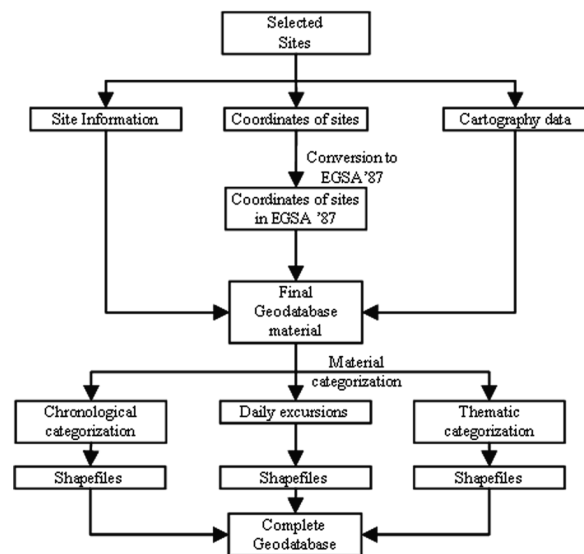 Selected
Sites
Site Information
Coordinates of sites
Cartography data
Conversion to
EGSA '87
Coordinates of sites
in EGSA '87
Final
Geodatabase
material
Material
categorization
Chronological
categorization
Daily excursions
Thematic
categorization
Shapefiles
Shapefiles
Shapefiles
Complete
Geodatabase